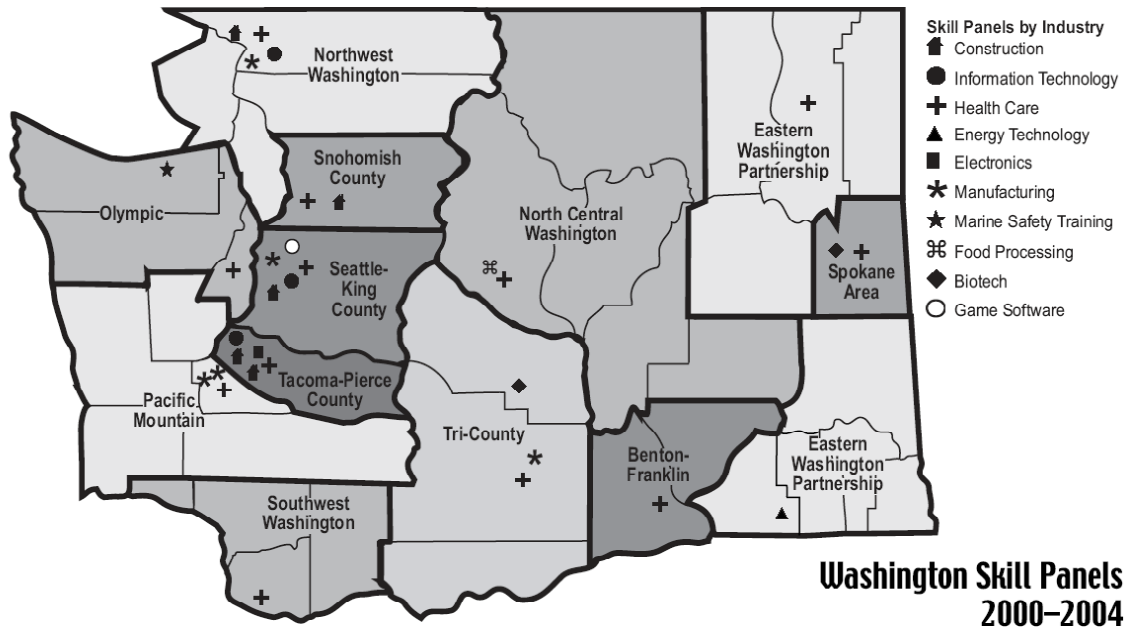 Northwest
Washington
Snohomish
County
Olympic
Seattle-
King
County
Tacoma-Pierce
County
Pacific
Mountain
Southwest
Washington
Tri-County
North Central
Washington
Benton-
Franklin
Eastern
Washington
Partnership
Spokane
Area
Eastern
Washington
Partnership
Skill Panels by Industry
Construction
Information Technology
Health Care
Energy Technology
Electronics
Manufacturing
Marine Safety Training
Food Processing
Biotech
Game Software
Washington Skill Panels
2000–2004